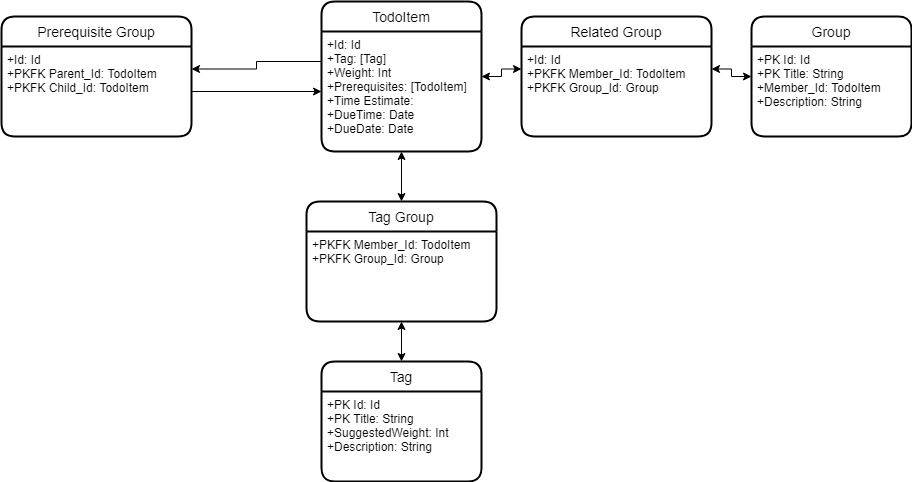 Prerequisite Group
+Id: Id
+PKFK Parent_Id: TodoItem
+PKFK Child_Id: TodoItem
TodoItem
+Id: Id
+Tag: [Tag]
+Weight: Int
+Prerequisites: [TodoItem]
+Time Estimate:
+DueTime: Date
+DueDate: Date
Related Group
+Id: Id
+PKFK Member_Id: TodoItem
+PKFK Group_Id: Group
Group
+PK Id: Id
+PK Title: String
+Member_Id: TodoItem
+Description: String
Tag Group
+PKFK Member_Id: TodoItem
+PKFK Group_Id: Group
Tag
+PK Id: Id
+PK Title: String
+SuggestedWeight: Int
+Description: String